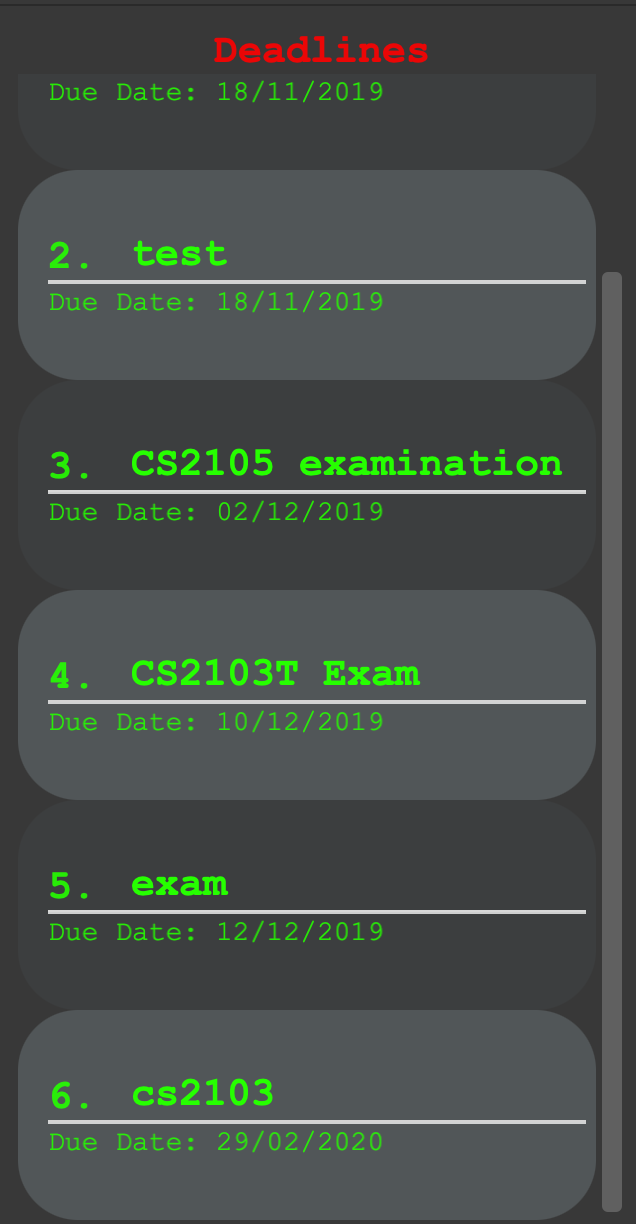 Deadlines
Due Date: 18/11/2019
2. test
Due Date: 18/11/2019
3. CS2105 examination
Due Date: 02/12/2019
4. CS2103T Exam
Due Date: 10/12/2019
5. exam
Due Date: 12/12/2019
6. cs2103
Due Date: 29/02/2020